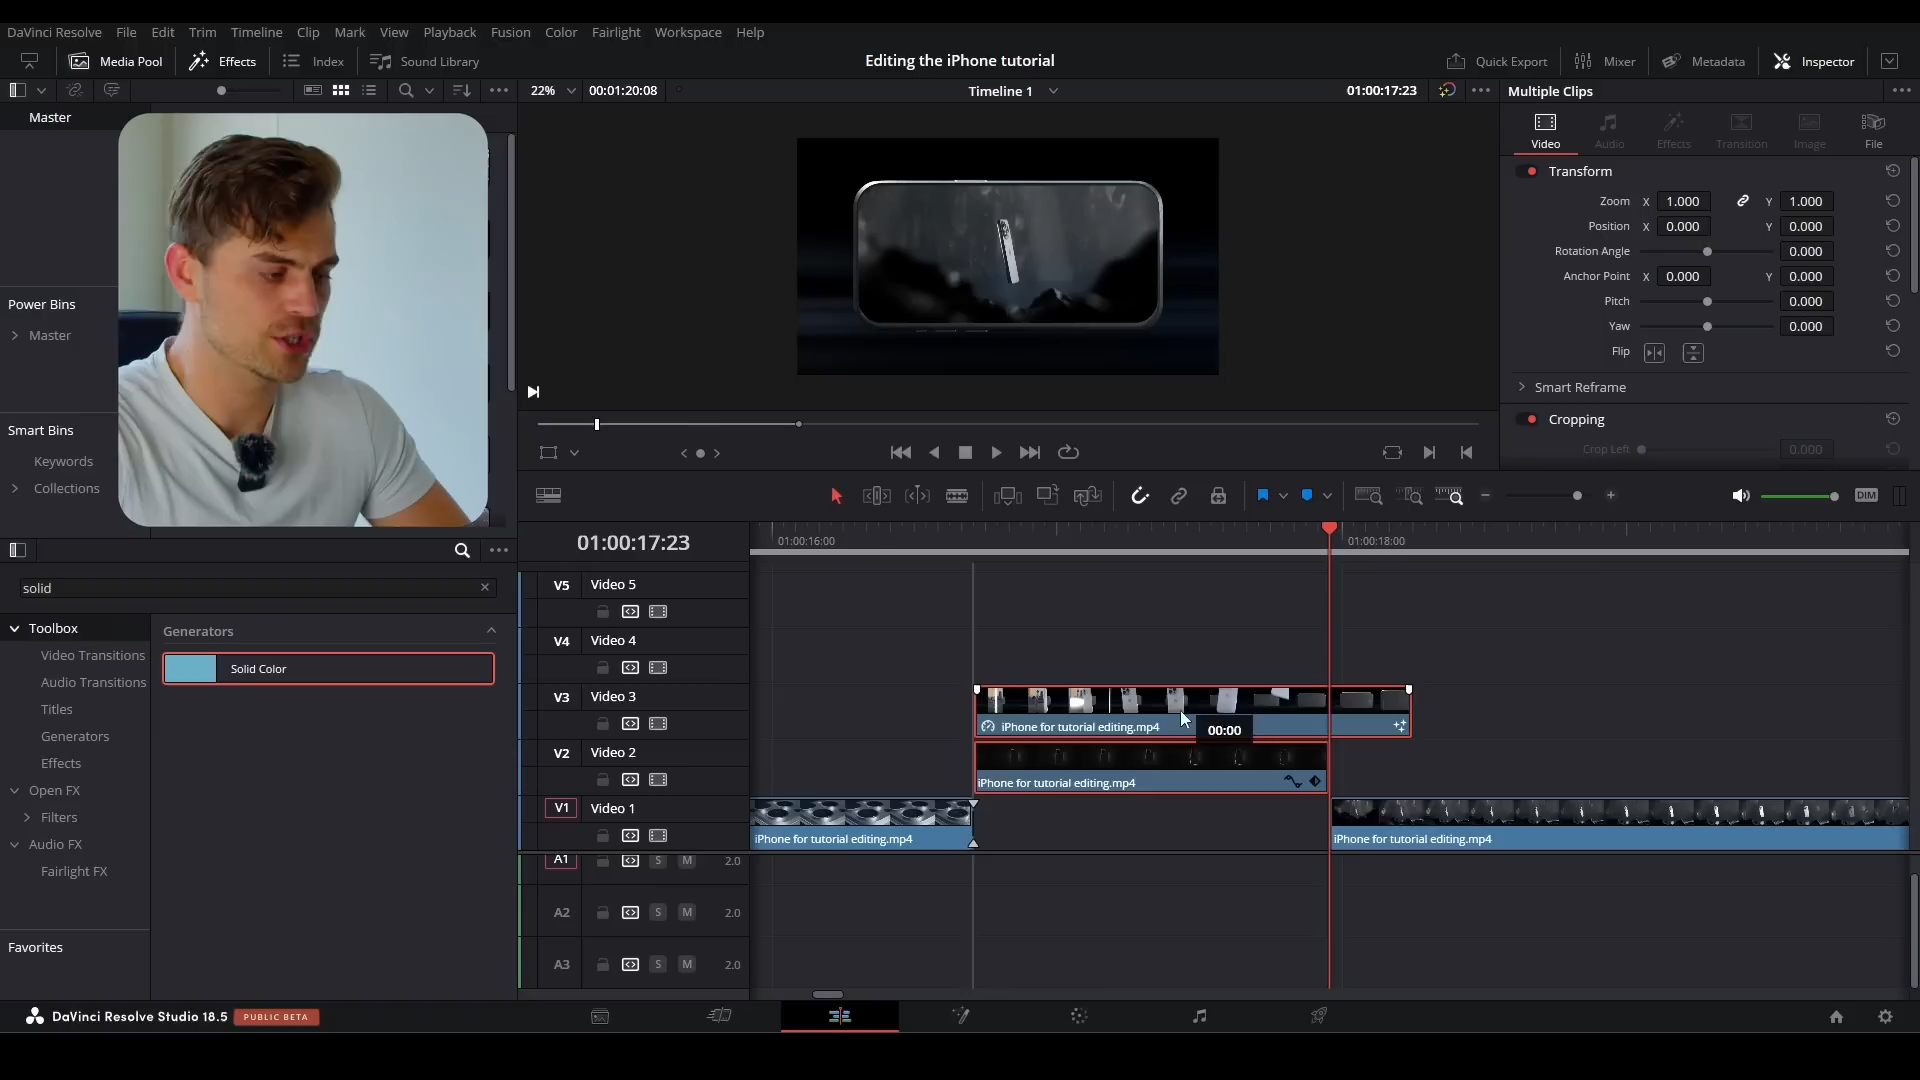 DaVinci Resolve File Edit Trim Timeline Clip Mark View Playback Fusion Color Fairlight Workspace Help
Media Pool Effects Index Sound Library
Editing the iPhone tutorial
Quick Export Mixer Metadata Inspector
22% 00:01:20:08
Timeline 1
01:00:17:23
Multiple Clips
Master
Video Audio Effects Transition Image File
Transform
Zoom X 1.000 Y 1.000
Position X 0.000 Y 0.000
Rotation Angle 0.000
Anchor Point X 0.000 Y 0.000
Pitch 0.000
Yaw 0.000
Flip
Smart Reframe
Cropping
Crop Left 0.000
Power Bins
Master
Smart Bins
Keywords
Collections
DIM
solid
Toolbox
Video Transitions
Audio Transitions
Titles
Generators
Effects
Open FX
Filters
Audio FX
Fairlight FX
Favorites
Generators
Solid Color
01:00:17:23
01:00:16:00
01:00:18:00
V5 Video 5
V4 Video 4
V3 Video 3
iPhone for tutorial editing.mp4
00:00
V2 Video 2
iPhone for tutorial editing.mp4
V1 Video 1
iPhone for tutorial editing.mp4
iPhone for tutorial editing.mp4
A1 S M 2.0
A2 S M 2.0
A3 S M 2.0
DaVinci Resolve Studio 18.5 PUBLIC BETA